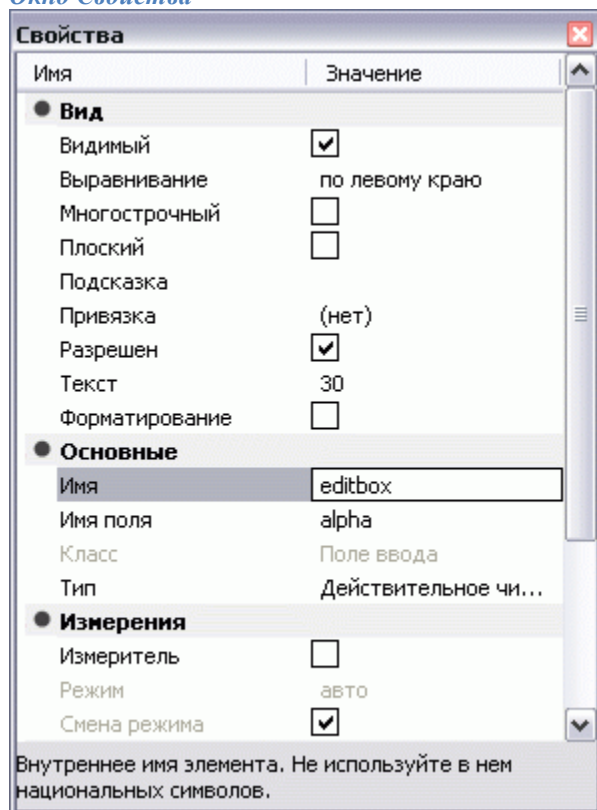 Окно Свойства
Свойства
Имя Значение
Вид
Видимый
Выравнивание по левому краю
Многострочный
Плоский
Подсказка
Привязка (нет)
Разрешен
Текст 30
Форматирование
Основные
Имя editbox
Имя поля alpha
Класс Поле ввода
Тип Действительное чи...
Измерения
Измеритель
Режим авто
Смена режима
Внутреннее имя элемента. Не используйте в нем
национальных символов.